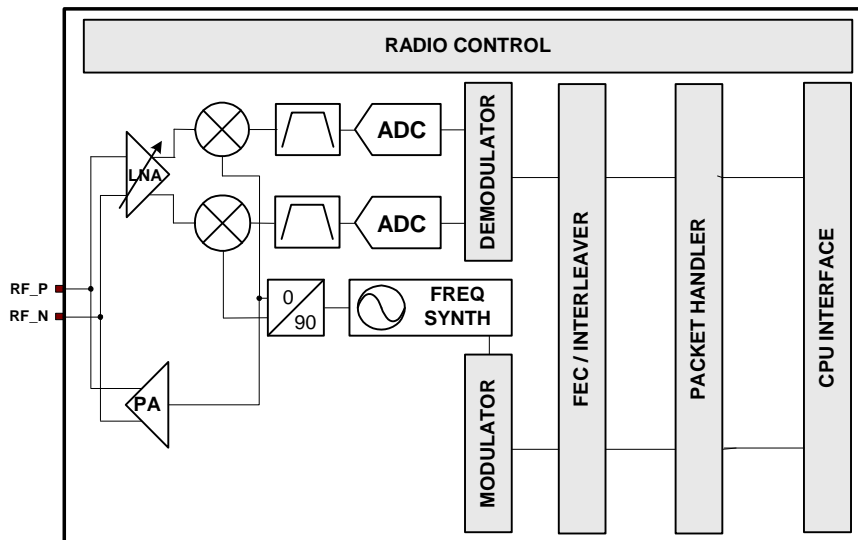 RADIO CONTROL
LNA
ADC
ADC
DEMODULATOR
FEC / INTERLEAVER
PACKET HANDLER
CPU INTERFACE
RF_P
RF_N
0
90
FREQ
SYNTH
PA
MODULATOR